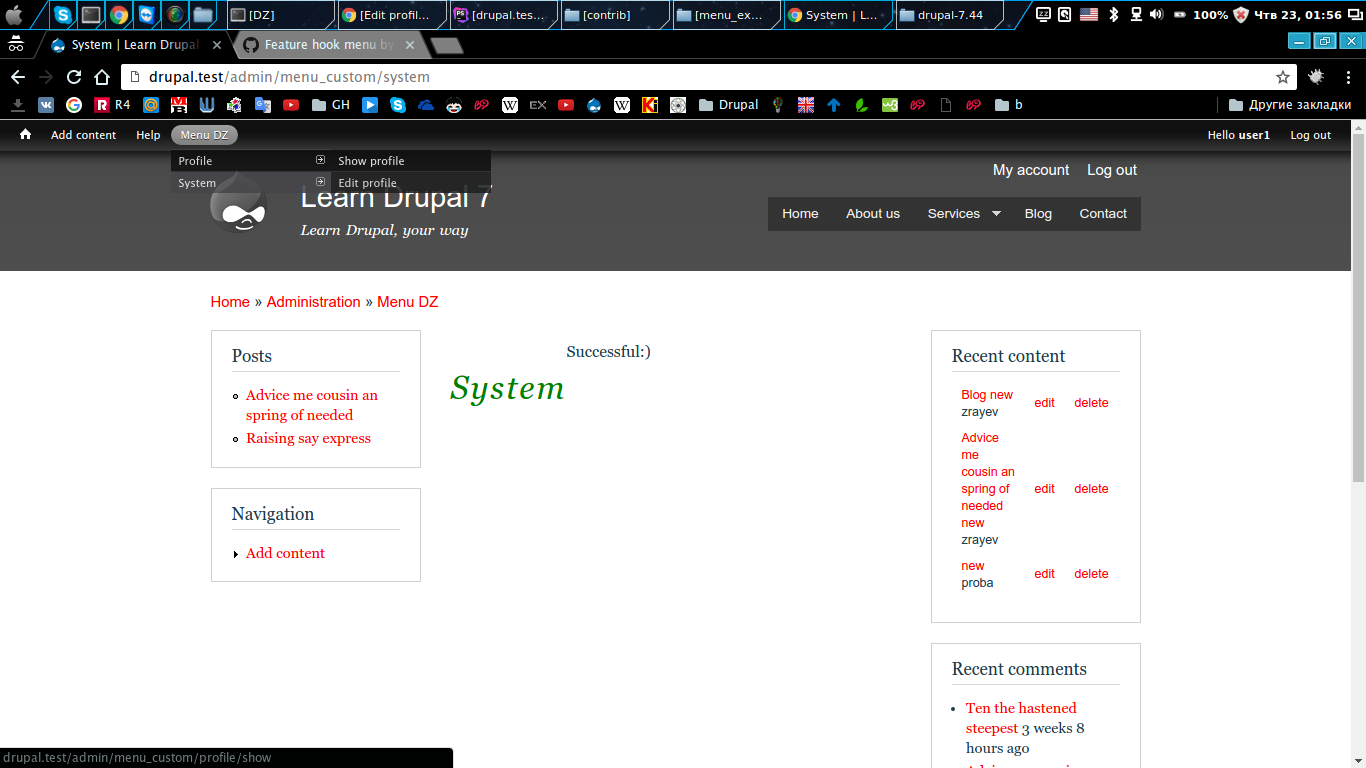 [DZ]
[Edit profil...
[drupal.tes...
[contrib]
[menu_ex...
System | L...
drupal-7.44
100%
Чтв 23, 01:56
System | Learn Drupal
Feature hook menu by
drupal.test/admin/menu_custom/system
R4
GH
EX
Drupal
b
Другие закладки
Add content
Help
Menu DZ
Hello user1
Log out
Profile
Show profile
System
Edit profile
My account
Log out
Learn Drupal 7
Learn Drupal, your way
Home
About us
Services
Blog
Contact
Home » Administration » Menu DZ
Posts
Advice me cousin an
spring of needed
Raising say express
Navigation
Add content
Successful:)
System
Recent content
Blog new
zrayev
edit
delete
Advice
me
cousin an
spring of
needed
new
zrayev
edit
delete
new
proba
edit
delete
Recent comments
Ten the hastened
steepest 3 weeks 8
hours ago
drupal.test/admin/menu_custom/profile/show